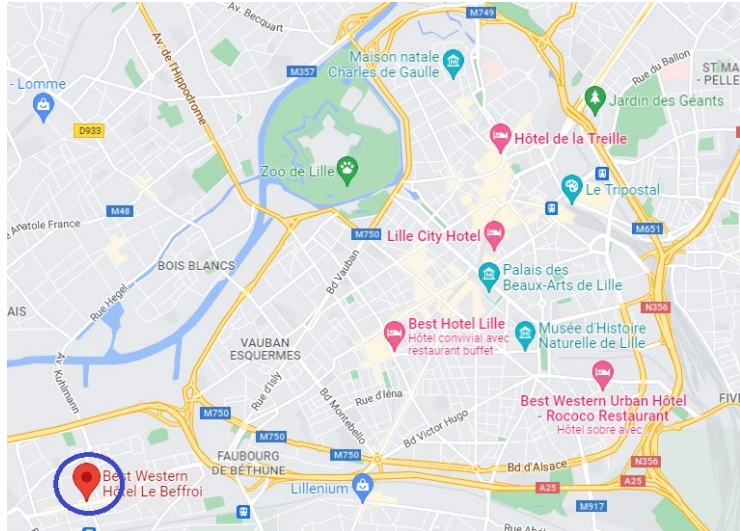 Av. Becquart
M749
Rue du Ballon
Maison natale
Charles de Gaulle
ST MA
- PELLE
- Lomme
M357
Av. de l'Hippodrome
Jardin des Géants
D933
Hôtel de la Treille
Zoo de Lille
Le Tripostal
M48
e Anatole France
M750
Lille City Hotel
M651
BOIS BLANCS
Bd Vauban
Palais des
Beaux-Arts de Lille
Rue Hegel
AIS
N356
Best Hotel Lille
Hôtel convivial avec
restaurant buffet
Musée d'Histoire
Naturelle de Lille
VAUBAN
ESQUERMES
Av. Kuhlmann
Rue d'Isly
Rue d'Iéna
Bd Montebello
Best Western Urban Hôtel
- Rococo Restaurant
Hôtel sobre avec
FIVE
M750
Bd Victor Hugo
M750
FAUBOURG
DE BÉTHUNE
M750
Bd d'Alsace
N356
Best Western
Hôtel Le Beffroi
Lillenium
A25
A25
M917